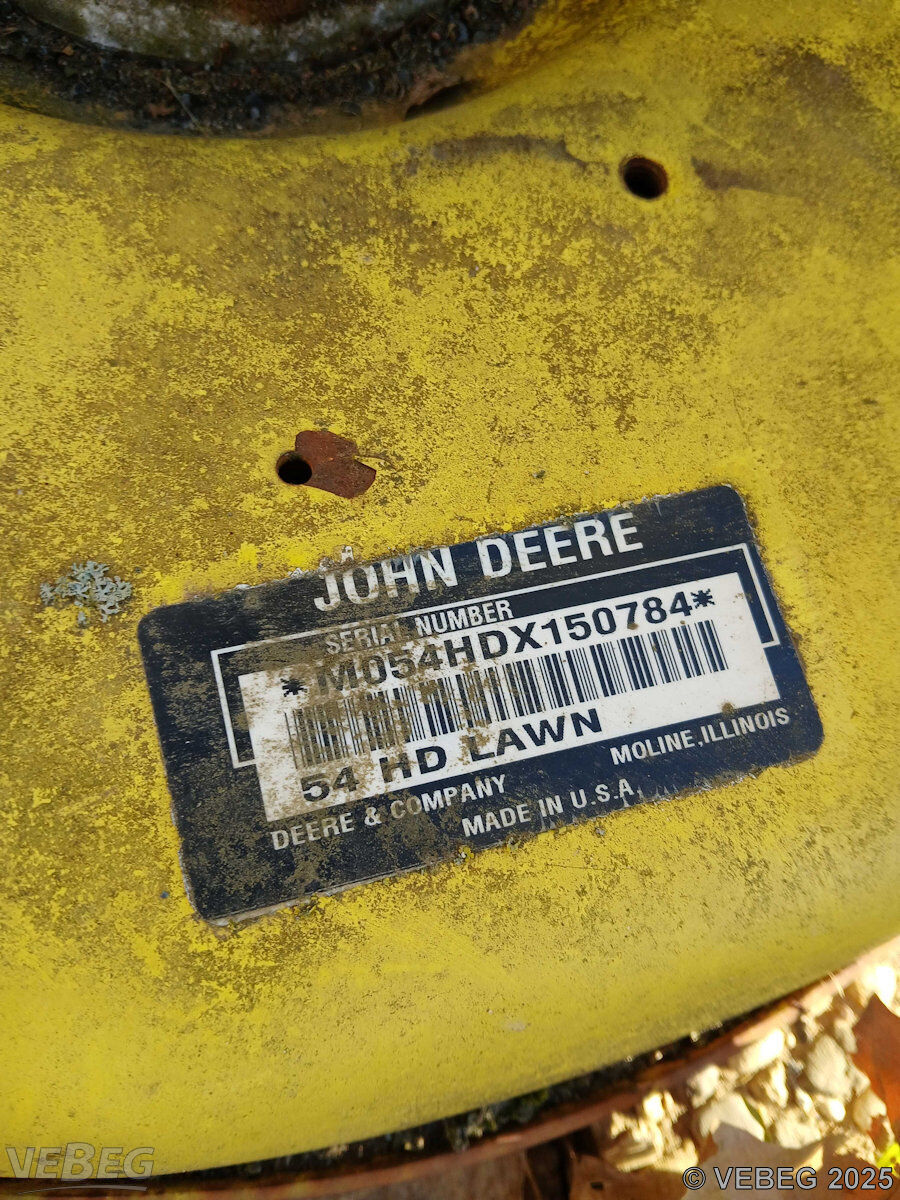 JOHN DEERE
SERIAL NUMBER
*M054HDX150784*
54 HD LAWN
DEERE & COMPANY MOLINE, ILLINOIS
MADE IN U.S.A.
VEBEG
© VEBEG 2025